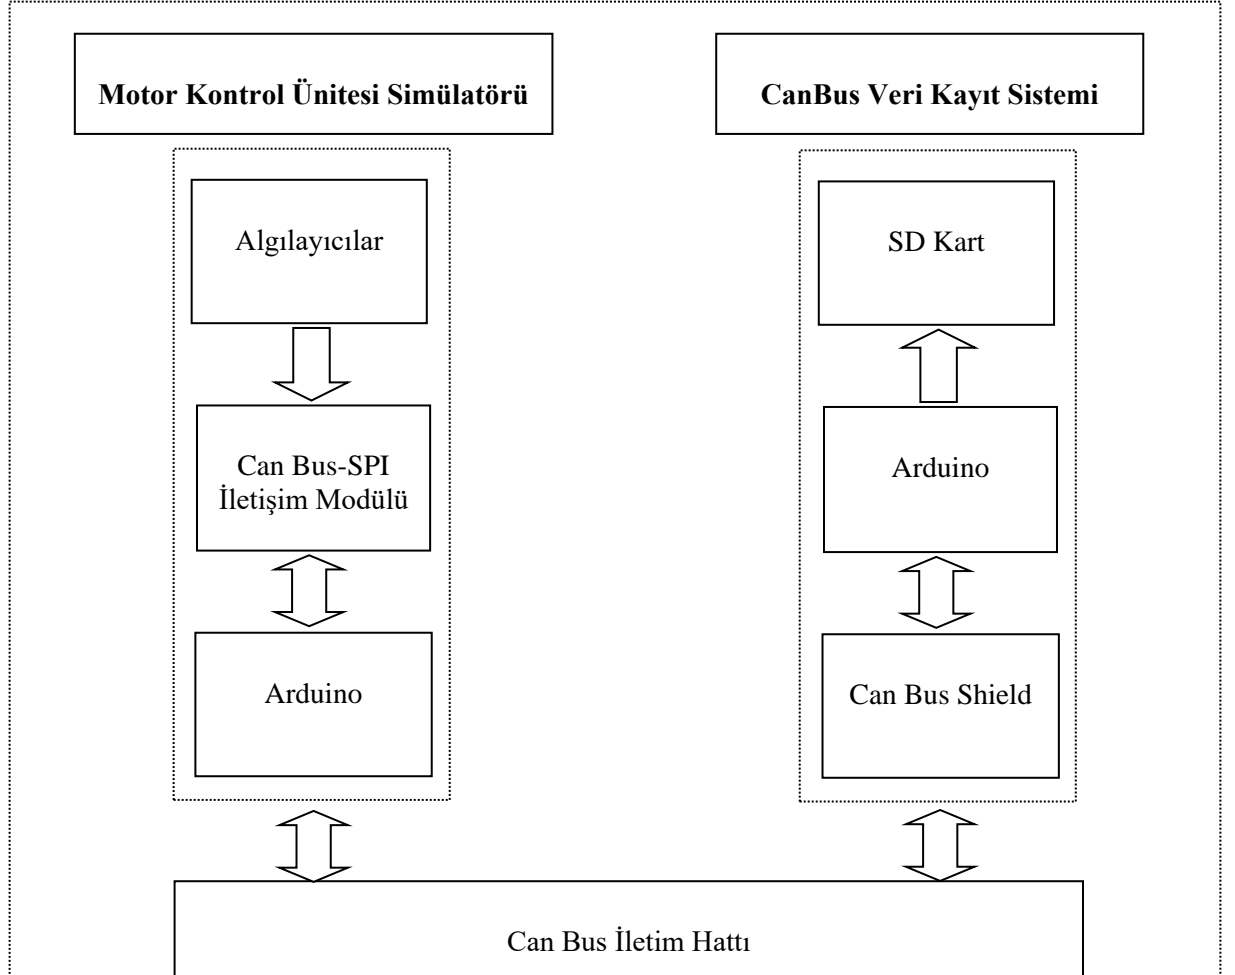 Motor Kontrol Ünitesi Simülatörü
Algılayıcılar
Can Bus-SPI
İletişim Modülü
Arduino
CanBus Veri Kayıt Sistemi
SD Kart
Arduino
Can Bus Shield
Can Bus İletim Hattı